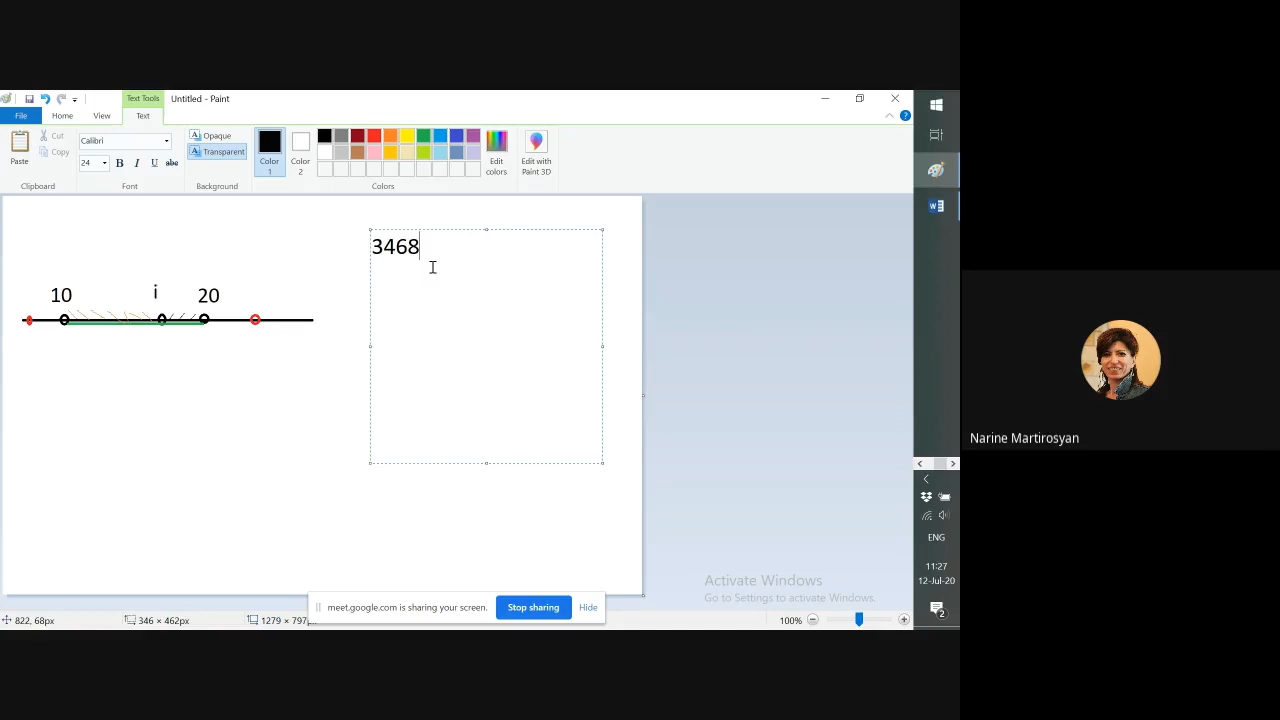 Text Tools
Untitled - Paint
File
Home
View
Text
Paste
Cut
Copy
Clipboard
Calibri
24
B
I
U
abc
Font
Opaque
Transparent
Background
Color
1
Color
2
Edit
colors
Colors
Edit with
Paint 3D
3468
10
i
20
Narine Martirosyan
ENG
11:27
12-Jul-20
2
Activate Windows
Go to Settings to activate Windows.
meet.google.com is sharing your screen.
Stop sharing
Hide
822, 68px
346 × 462px
1279 × 797px
100%